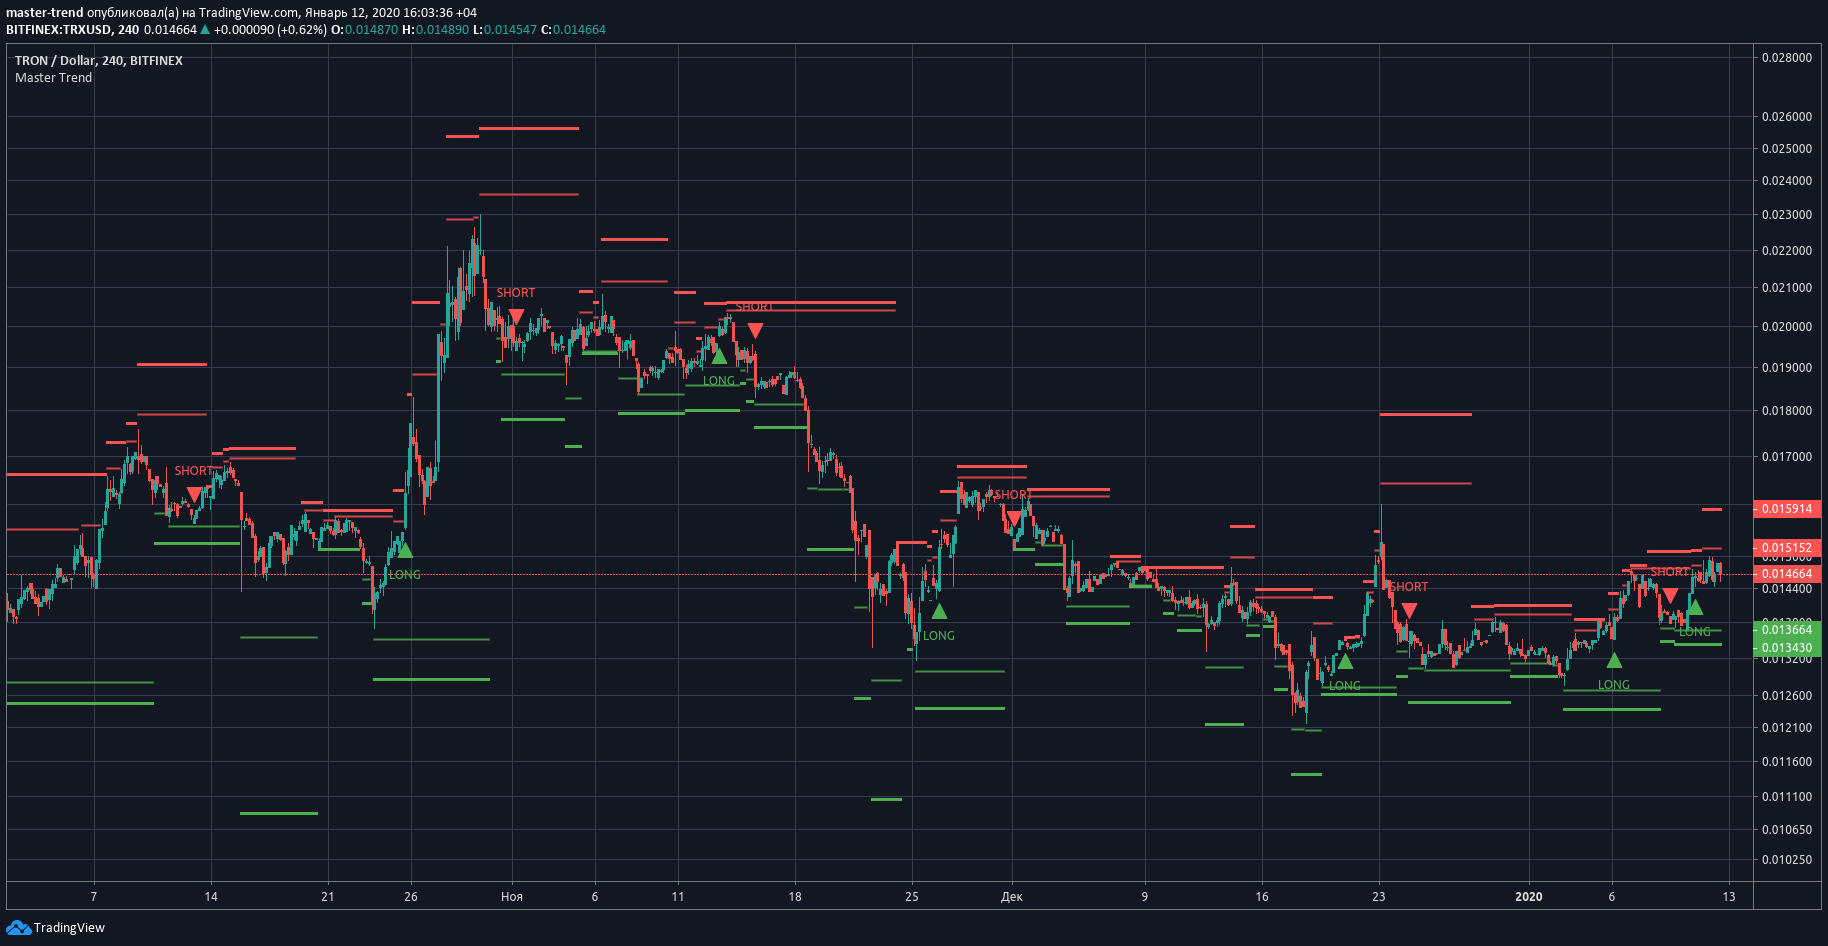 master-trend опубликовал(а) на TradingView.com, Январь 12, 2020 16:03:36 +04
BITFINEX:TRXUSD, 240 0.014664 ▲ +0.000090 (+0.62%) O:0.014870 H:0.014890 L:0.014547 C:0.014664
TRON / Dollar, 240, BITFINEX
Master Trend
0.028000
0.026000
0.025000
0.024000
0.023000
0.022000
0.021000
0.020000
0.019000
0.018000
0.017000
0.015914
0.015152
0.014664
0.014400
0.013664
0.013430
0.013200
0.012600
0.012100
0.011600
0.011100
0.010650
0.010250
SHORT
SHORT
SHORT
LONG
SHORT
SHORT
LONG
SHORT
SHORT
LONG
LONG
LONG
LONG
LONG
7 14 21 26 Ноя 6 11 18 25 Дек 9 16 23 2020 6 13
TradingView